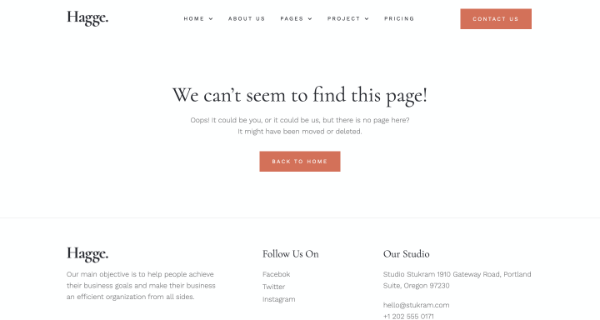 Hagge.
HOME
ABOUT US
PAGES
PROJECT
PRICING
CONTACT US
We can't seem to find this page!
Oops! It could be you, or it could be us, but there is no page here?
It might have been moved or deleted.
BACK TO HOME
Hagge.
Our main objective is to help people achieve
their business goals and make their business
an efficient organization from all sides.
Follow Us On
Facebok
Twitter
Instagram
Our Studio
Studio Stukram 1910 Gateway Road, Portland
Suite, Oregon 97230
hello@stukram.com
+1 202 555 0171